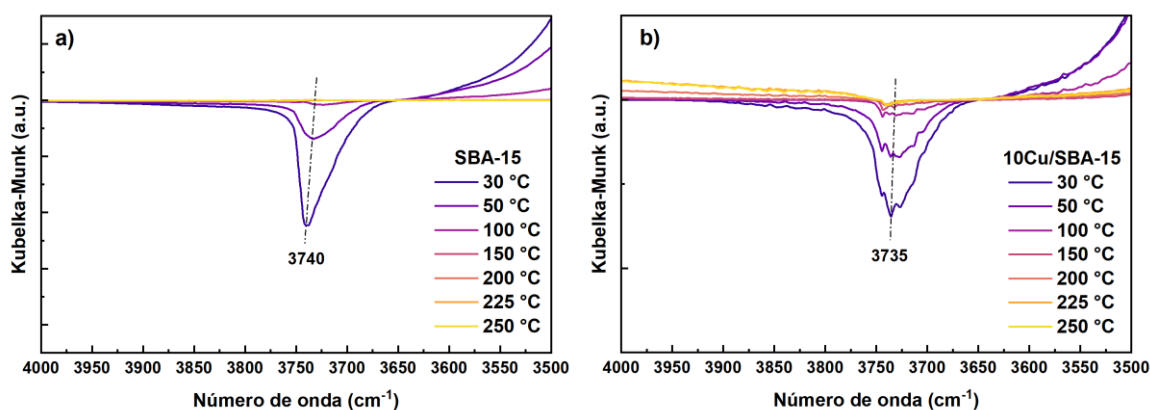 a)
Kubelka-Munk (a.u.)
SBA-15
30 °C
50 °C
100 °C
150 °C
200 °C
225 °C
250 °C
3740
4000 3950 3900 3850 3800 3750 3700 3650 3600 3550 3500
Número de onda (cm⁻¹)
b)
Kubelka-Munk (a.u.)
10Cu/SBA-15
30 °C
50 °C
100 °C
150 °C
200 °C
225 °C
250 °C
3735
4000 3950 3900 3850 3800 3750 3700 3650 3600 3550 3500
Número de onda (cm⁻¹)